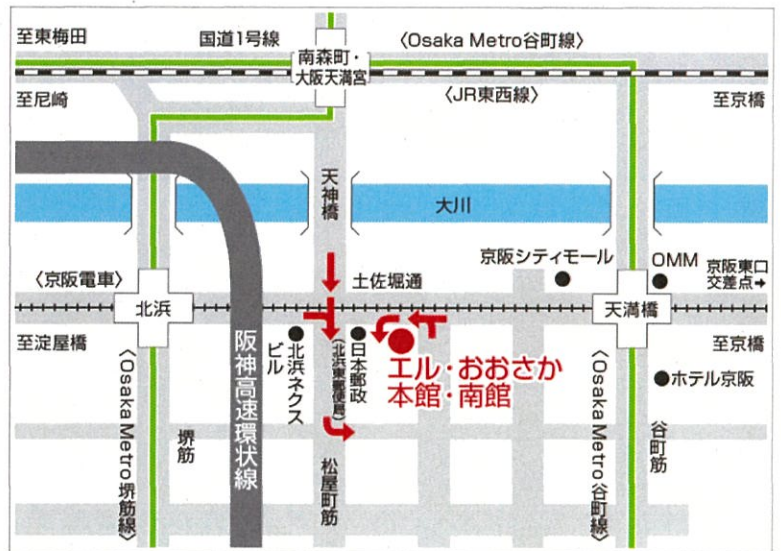 至東梅田
国道1号線
〈Osaka Metro谷町線〉
南森町・
大阪天満宮
至尼崎
〈JR東西線〉
至京橋
天神橋
大川
京阪シティモール
OMM
京阪東口
交差点➡
〈京阪電車〉
土佐堀通
北浜
天満橋
至淀屋橋
至京橋
阪神高速環状線
北浜ネクス
ビル
日本郵政
(北浜東郵便局)
エル・おおさか
本館・南館
ホテル京阪
〈Osaka Metro堺筋線〉
堺筋
松屋町筋
〈Osaka Metro谷町線〉
谷町筋